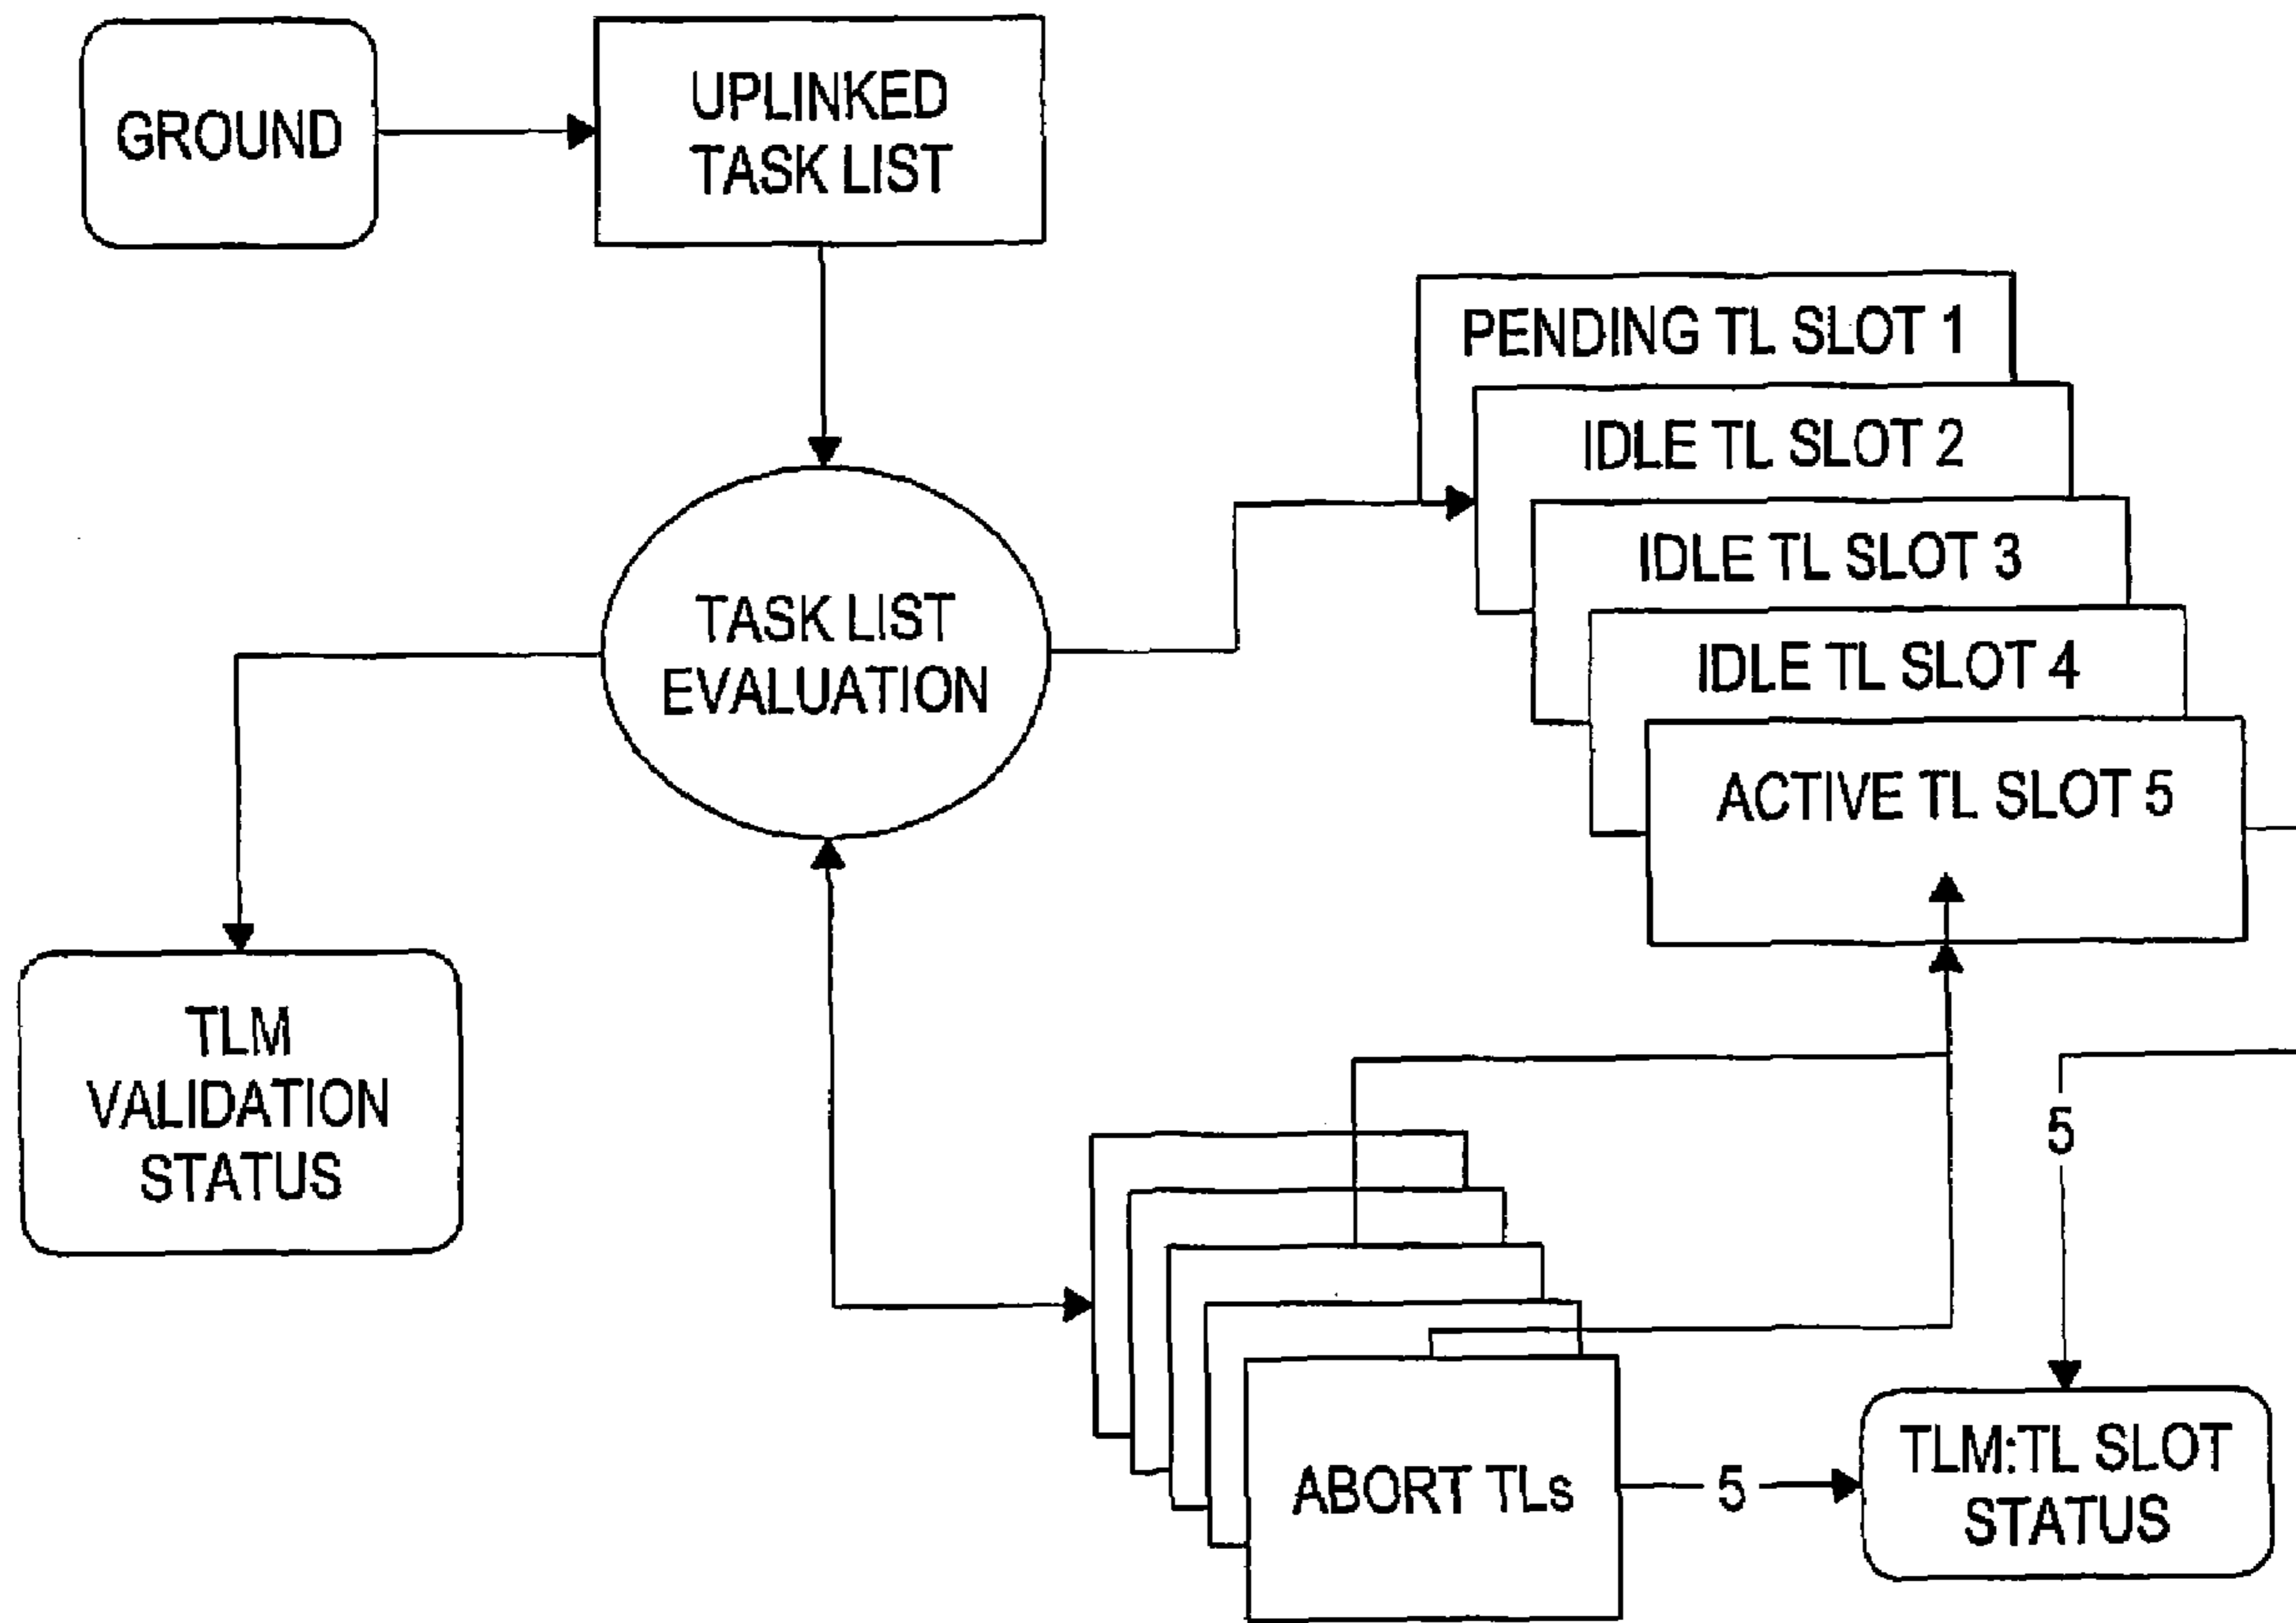 GROUND
UPLINKED
TASK LIST
PENDING TL SLOT 1
IDLE TL SLOT 2
IDLE TL SLOT 3
IDLE TL SLOT 4
ACTIVE TL SLOT 5
TASK LIST
EVALUATION
TLM
VALIDATION
STATUS
5
ABORT TLs
5
TLM:TL SLOT
STATUS